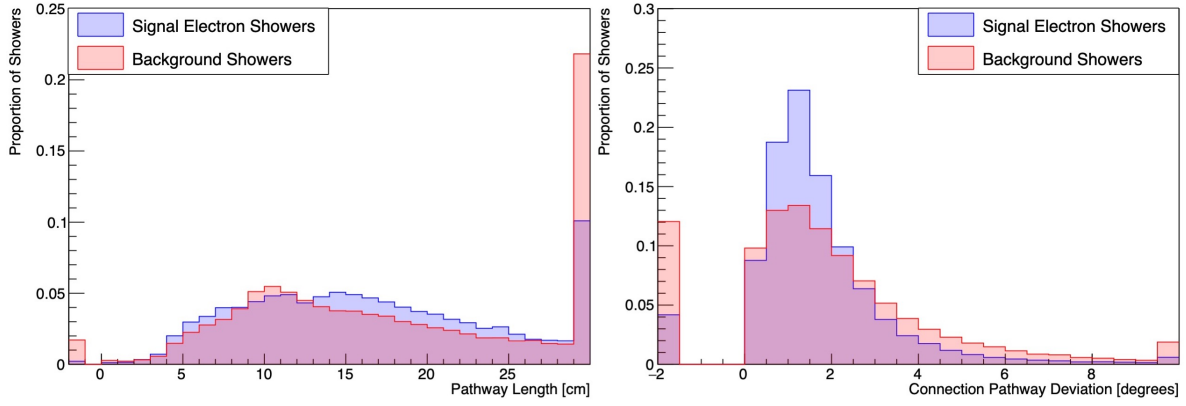 Proportion of Showers
0.25
0.2
0.15
0.1
0.05
0
Signal Electron Showers
Background Showers
0 5 10 15 20 25
Pathway Length [cm]
Proportion of Showers
0.3
0.25
0.2
0.15
0.1
0.05
0
Signal Electron Showers
Background Showers
−2 0 2 4 6 8
Connection Pathway Deviation [degrees]